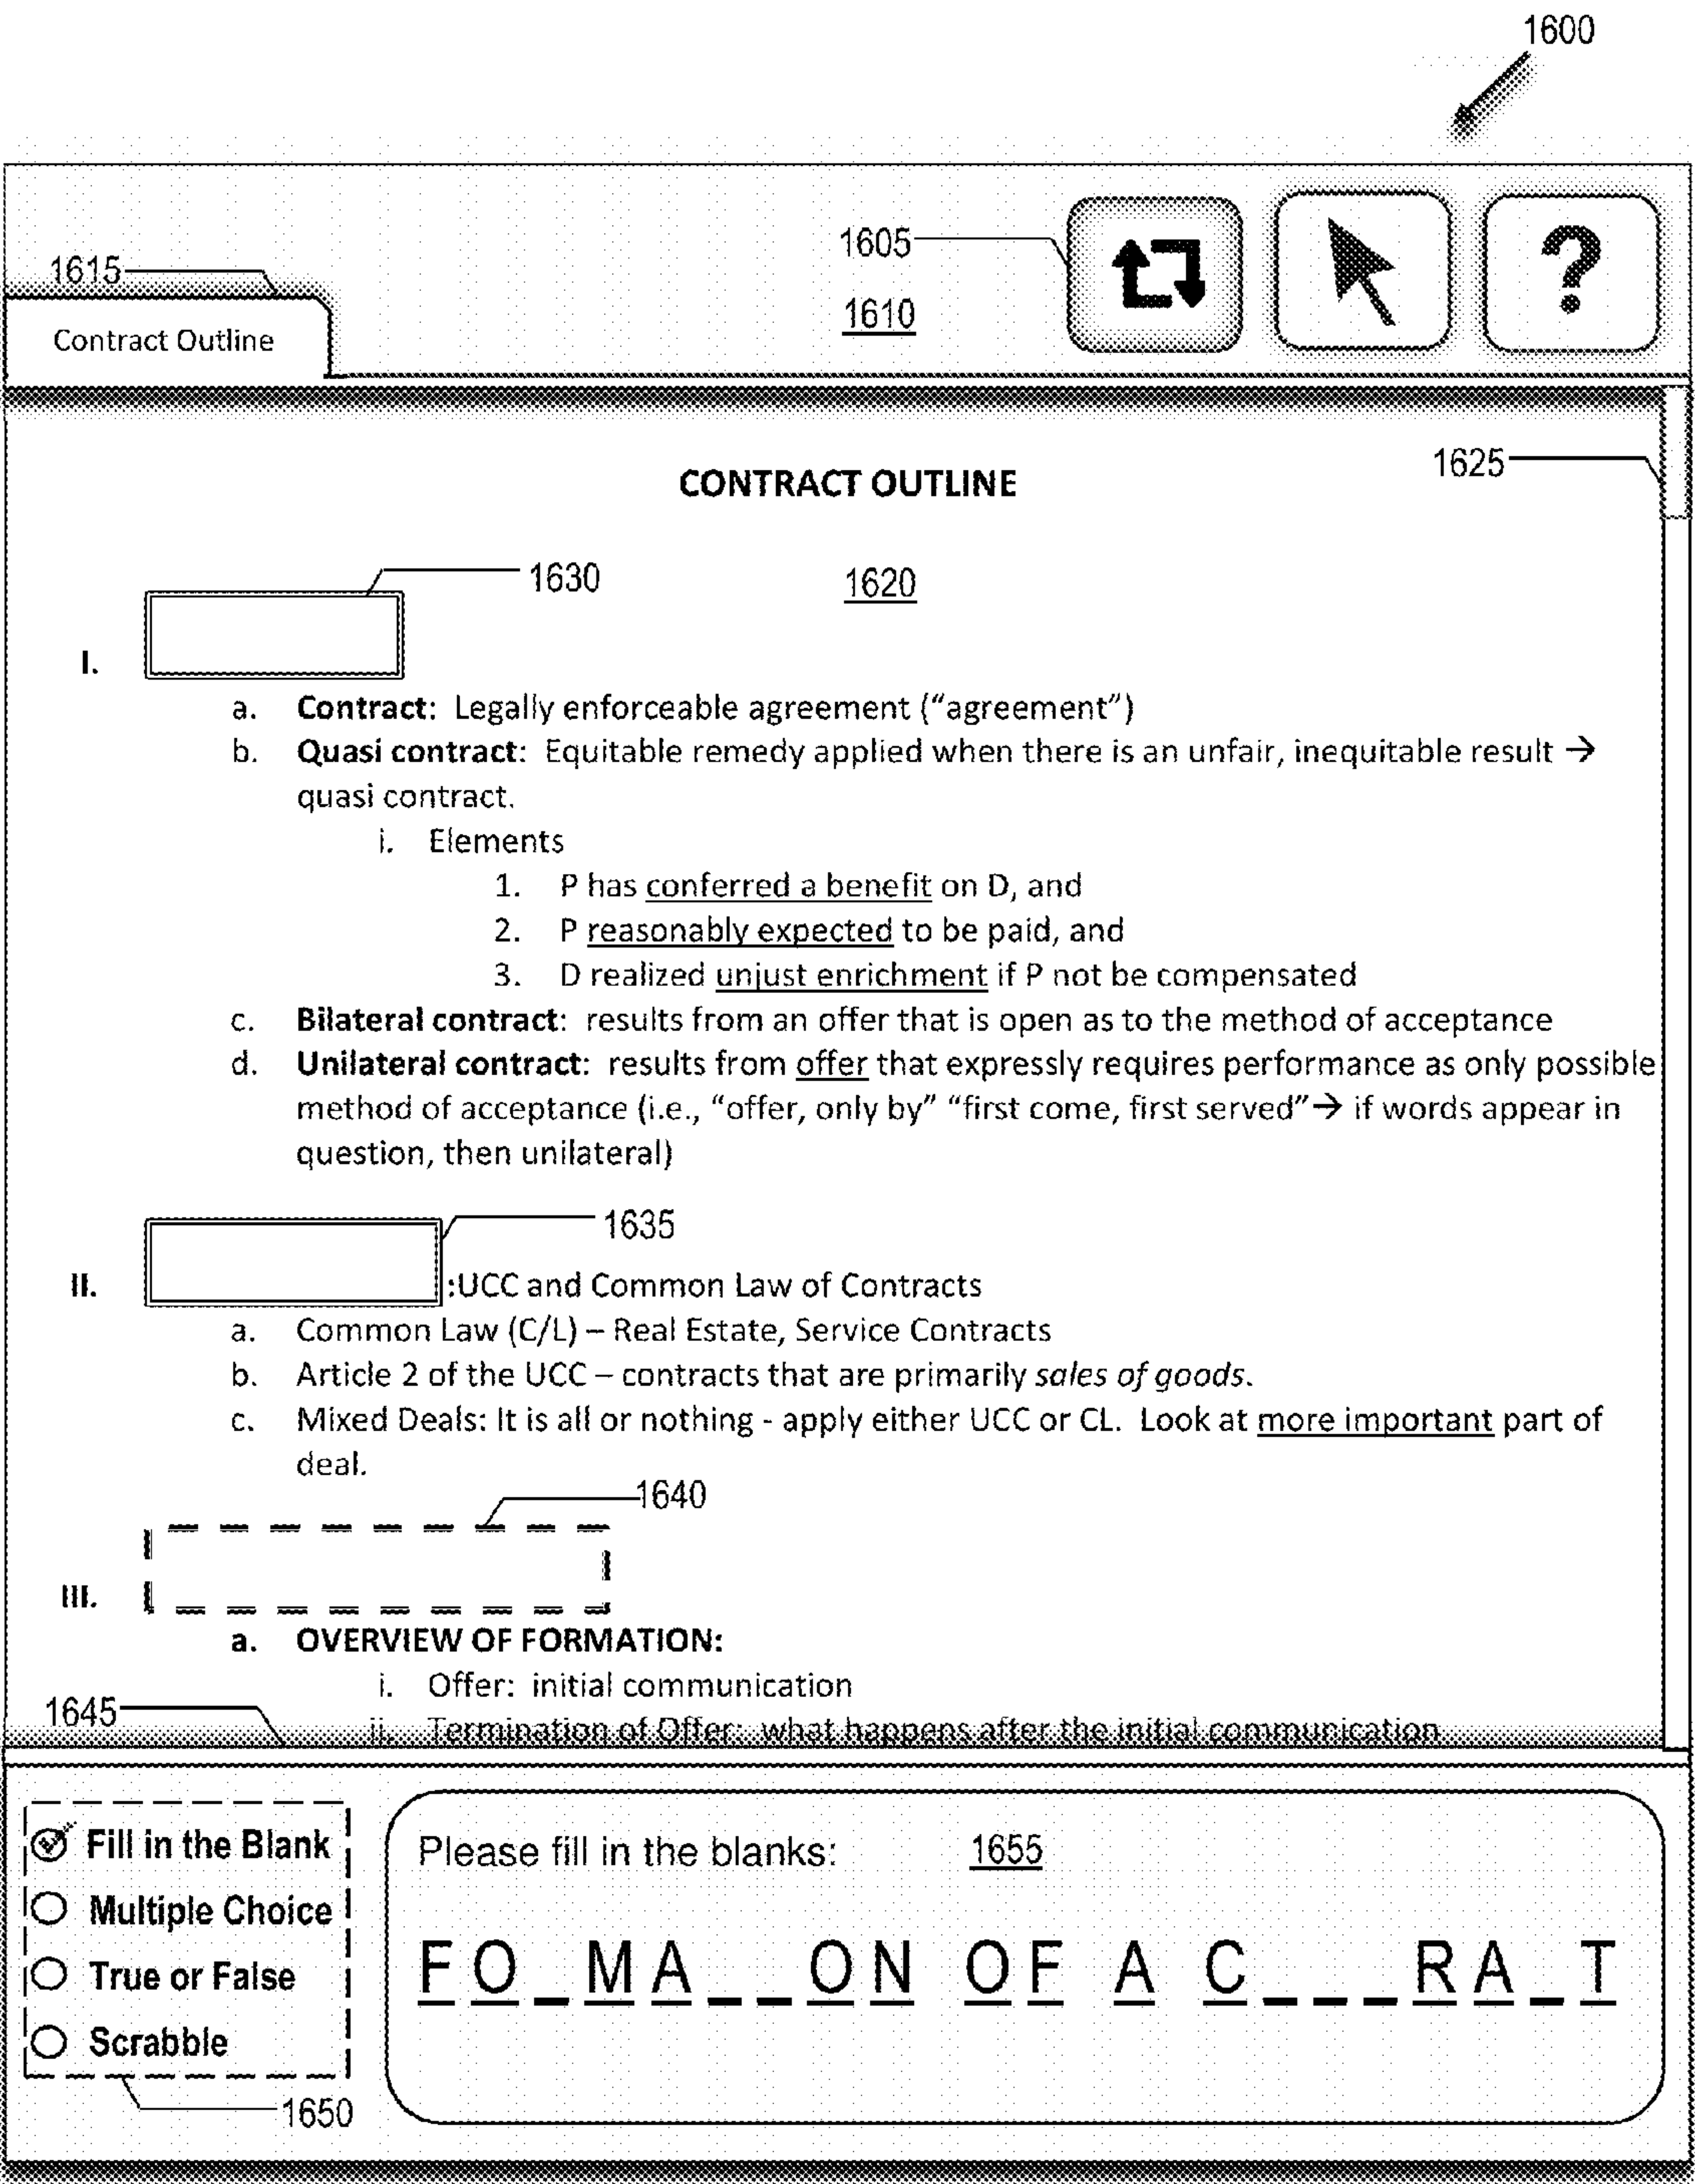 1600
1605
1610
1615
Contract Outline
?
CONTRACT OUTLINE
1625
1630
1620
I.
a. Contract: Legally enforceable agreement (“agreement”)
b. Quasi contract: Equitable remedy applied when there is an unfair, inequitable result →
quasi contract.
i. Elements
1. P has conferred a benefit on D, and
2. P reasonably expected to be paid, and
3. D realized unjust enrichment if P not be compensated
c. Bilateral contract: results from an offer that is open as to the method of acceptance
d. Unilateral contract: results from offer that expressly requires performance as only possible
method of acceptance (i.e., “offer, only by” “first come, first served”→ if words appear in
question, then unilateral)
1635
II. :UCC and Common Law of Contracts
a. Common Law (C/L) – Real Estate, Service Contracts
b. Article 2 of the UCC – contracts that are primarily sales of goods.
c. Mixed Deals: It is all or nothing - apply either UCC or CL. Look at more important part of
deal.
1640
III.
a. OVERVIEW OF FORMATION:
i. Offer: initial communication
1645
ii. Termination of Offer: what happens after the initial communication
Fill in the Blank
Multiple Choice
True or False
Scrabble
1650
Please fill in the blanks: 1655
F O _ M A _ _ O N O F A C _ _ _ R A _ T